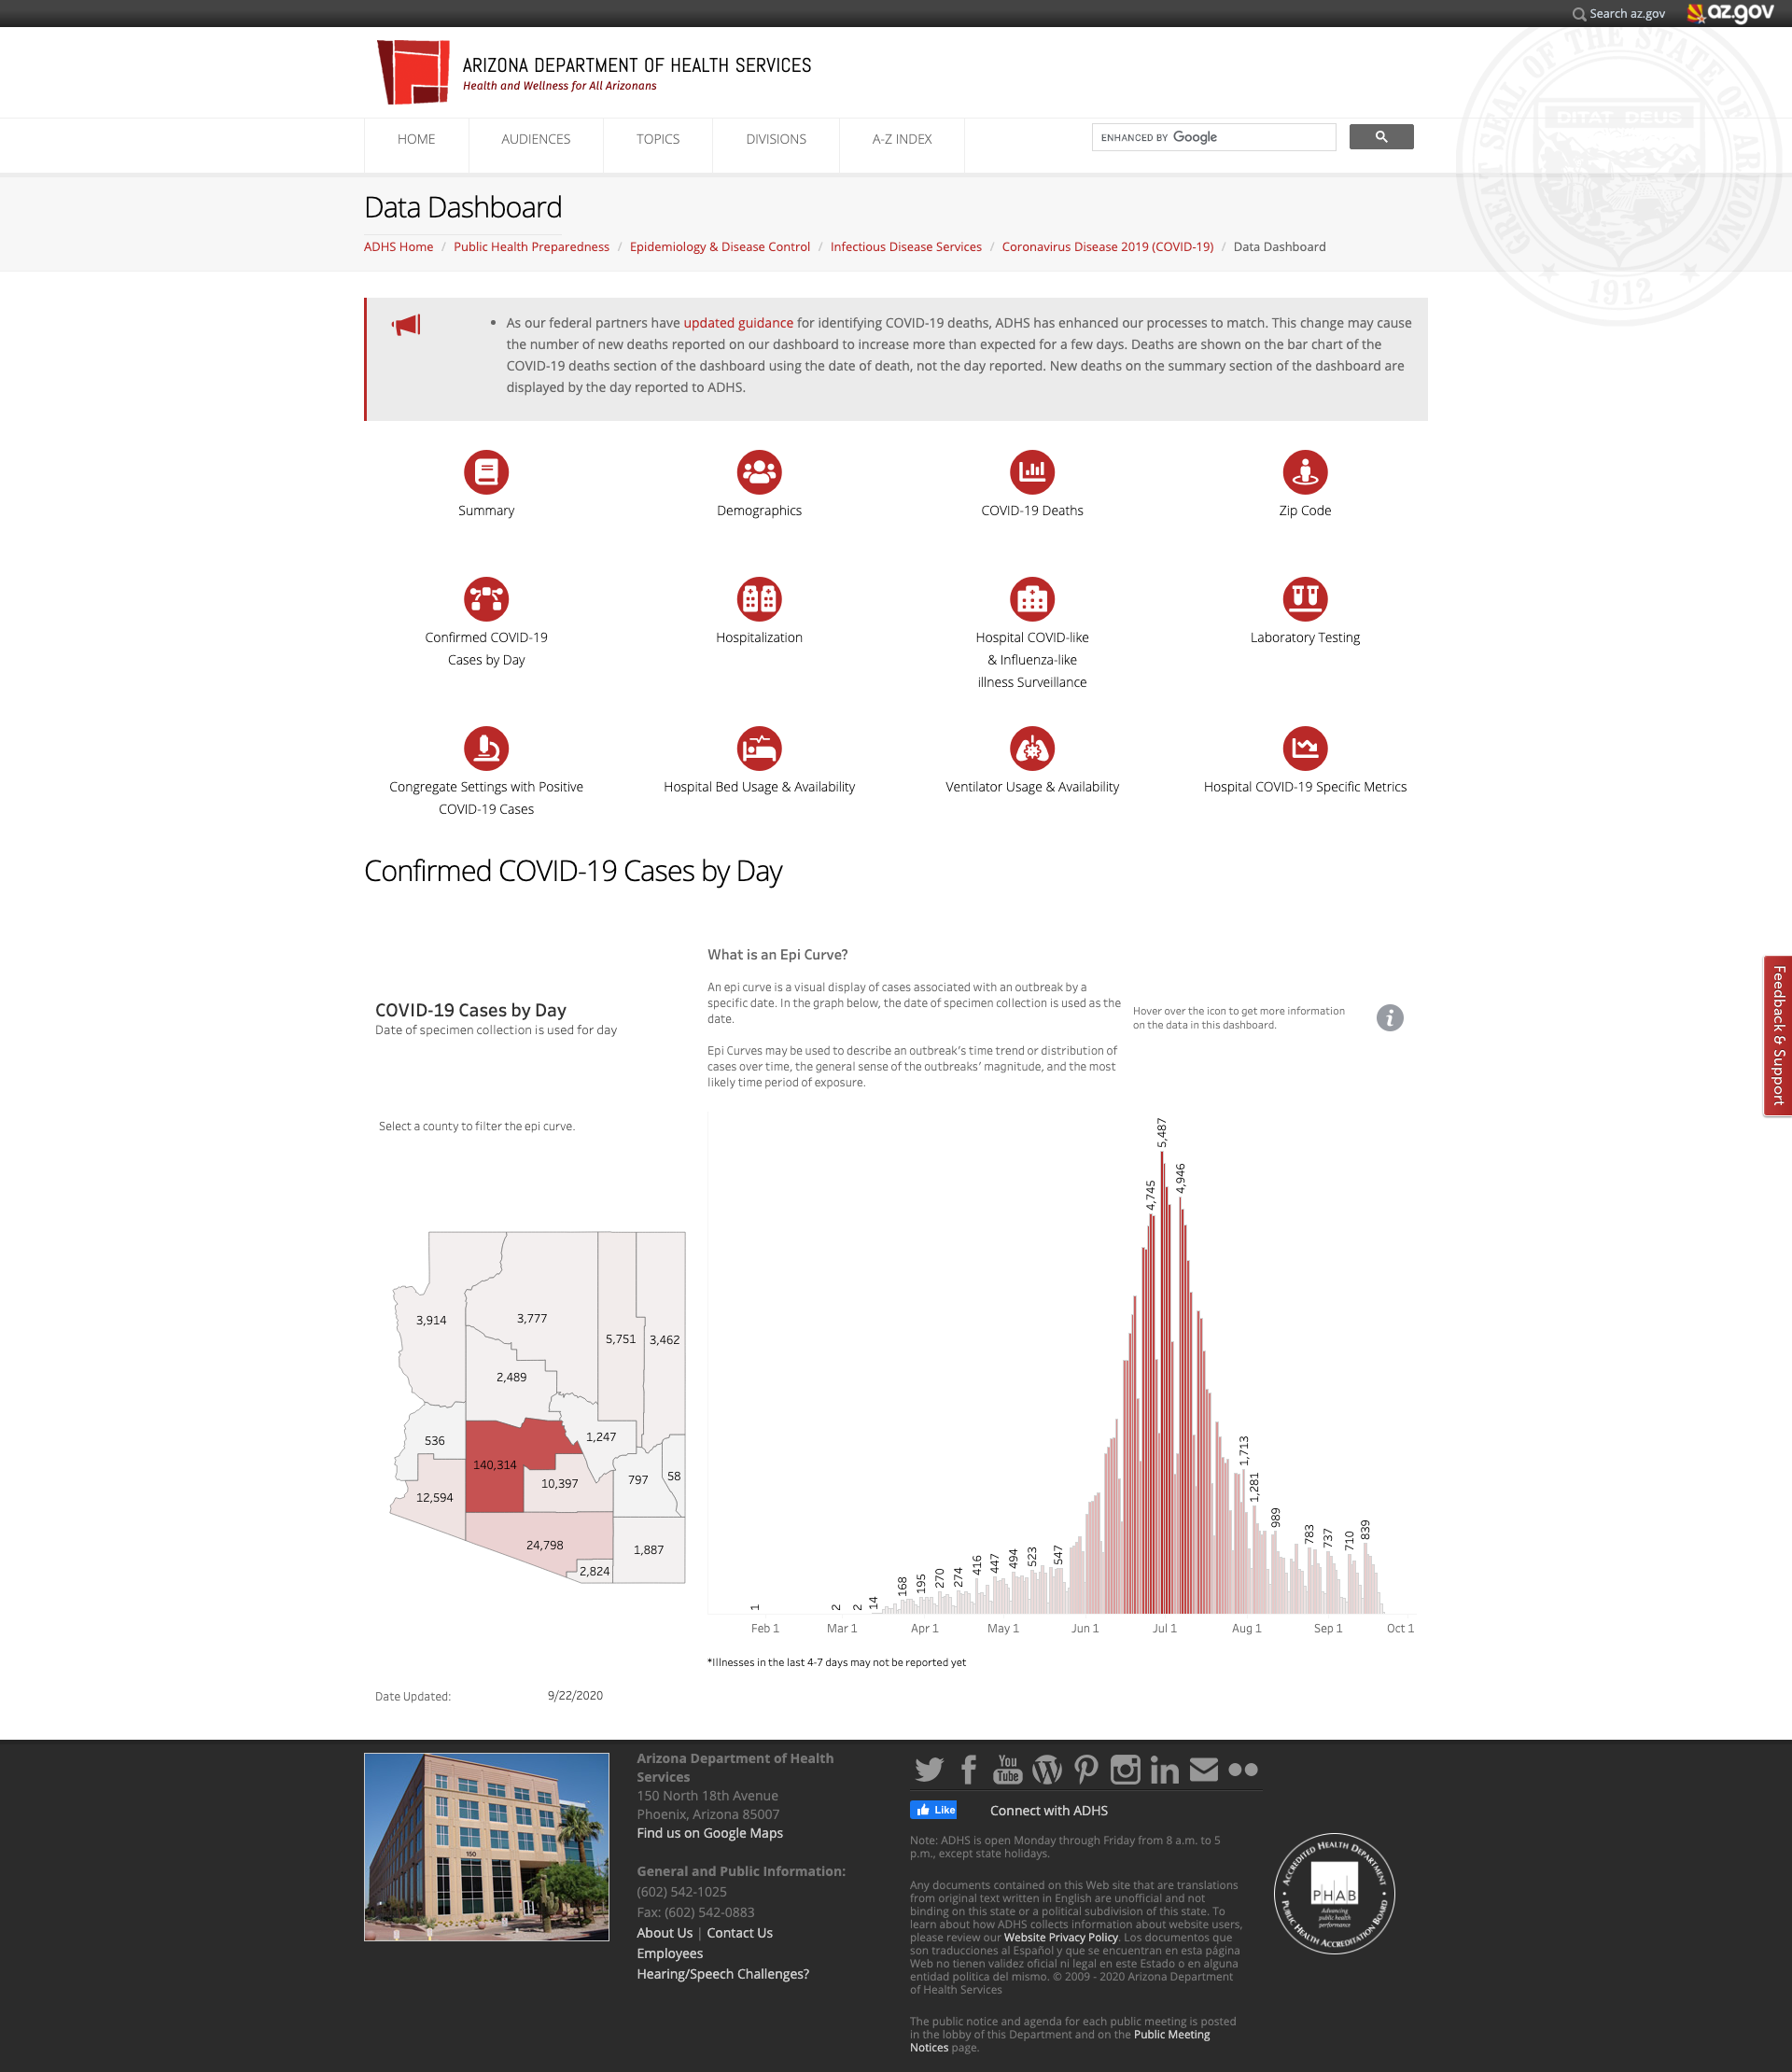 Search az.gov
az.gov
ARIZONA DEPARTMENT OF HEALTH SERVICES
Health and Wellness for All Arizonans
GREAT SEAL OF THE STATE OF ARIZONA
DITAT DEUS
1912
HOME AUDIENCES TOPICS DIVISIONS A-Z INDEX
ENHANCED BY Google
Data Dashboard
ADHS Home / Public Health Preparedness / Epidemiology & Disease Control / Infectious Disease Services / Coronavirus Disease 2019 (COVID-19) / Data Dashboard
• As our federal partners have updated guidance for identifying COVID-19 deaths, ADHS has enhanced our processes to match. This change may cause
the number of new deaths reported on our dashboard to increase more than expected for a few days. Deaths are shown on the bar chart of the
COVID-19 deaths section of the dashboard using the date of death, not the day reported. New deaths on the summary section of the dashboard are
displayed by the day reported to ADHS.
Summary
Demographics
COVID-19 Deaths
Zip Code
Confirmed COVID-19
Cases by Day
Hospitalization
Hospital COVID-like
& Influenza-like
illness Surveillance
Laboratory Testing
Congregate Settings with Positive
COVID-19 Cases
Hospital Bed Usage & Availability
Ventilator Usage & Availability
Hospital COVID-19 Specific Metrics
Confirmed COVID-19 Cases by Day
COVID-19 Cases by Day
Date of specimen collection is used for day
What is an Epi Curve?
An epi curve is a visual display of cases associated with an outbreak by a
specific date. In the graph below, the date of specimen collection is used as the
date.
Epi Curves may be used to describe an outbreak's time trend or distribution of
cases over time, the general sense of the outbreaks' magnitude, and the most
likely time period of exposure.
Hover over the icon to get more information
on the data in this dashboard.
i
Feedback & Support
Select a county to filter the epi curve.
3,914
3,777
5,751
3,462
2,489
536
1,247
140,314
10,397
797
58
12,594
24,798
1,887
2,824
1
2
2
14
168
195
270
274
416
447
494
523
547
4,745
5,487
4,946
1,713
1,281
989
783
737
710
839
Feb 1 Mar 1 Apr 1 May 1 Jun 1 Jul 1 Aug 1 Sep 1 Oct 1
*Illnesses in the last 4-7 days may not be reported yet
Date Updated: 9/22/2020
150
Arizona Department of Health
Services
150 North 18th Avenue
Phoenix, Arizona 85007
Find us on Google Maps
General and Public Information:
(602) 542-1025
Fax: (602) 542-0883
About Us | Contact Us
Employees
Hearing/Speech Challenges?
You
Tube
Like
Connect with ADHS
Note: ADHS is open Monday through Friday from 8 a.m. to 5
p.m., except state holidays.
Any documents contained on this Web site that are translations
from original text written in English are unofficial and not
binding on this state or a political subdivision of this state. To
learn about how ADHS collects information about website users,
please review our Website Privacy Policy. Los documentos que
son traducciones al Español y que se encuentran en esta página
Web no tienen validez oficial ni legal en este Estado o en alguna
entidad politica del mismo. © 2009 - 2020 Arizona Department
of Health Services
The public notice and agenda for each public meeting is posted
in the lobby of this Department and on the Public Meeting
Notices page.
ACCREDITED HEALTH DEPARTMENT
PHAB
Advancing
public health
performance
PUBLIC HEALTH ACCREDITATION BOARD